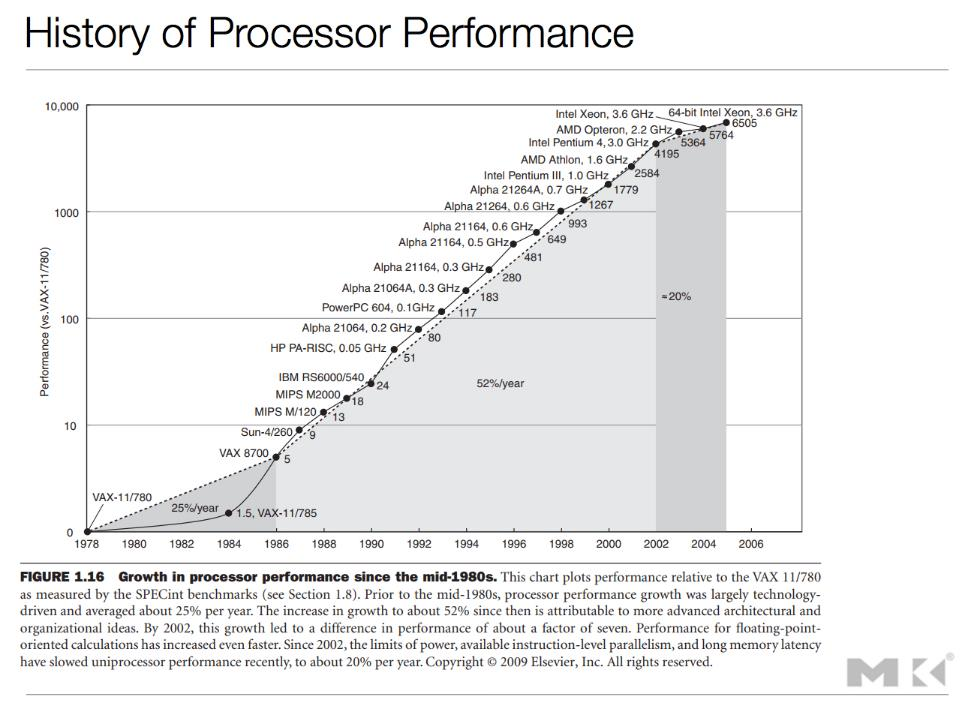 History of Processor Performance
10,000
1000
100
10
0
Performance (vs. VAX-11/780)
Intel Xeon, 3.6 GHz
64-bit Intel Xeon, 3.6 GHz
6505
AMD Opteron, 2.2 GHz
5764
Intel Pentium 4, 3.0 GHz
5364
4195
AMD Athlon, 1.6 GHz
2584
Intel Pentium III, 1.0 GHz
1779
Alpha 21264A, 0.7 GHz
1267
Alpha 21264, 0.6 GHz
993
Alpha 21164, 0.6 GHz
649
Alpha 21164, 0.5 GHz
481
Alpha 21164, 0.3 GHz
280
Alpha 21064A, 0.3 GHz
183
PowerPC 604, 0.1GHz
117
Alpha 21064, 0.2 GHz
80
HP PA-RISC, 0.05 GHz
51
IBM RS6000/540
24
MIPS M2000
18
MIPS M/120
13
Sun-4/260
9
VAX 8700
5
VAX-11/780
25%/year
1.5, VAX-11/785
52%/year
≈20%
1978 1980 1982 1984 1986 1988 1990 1992 1994 1996 1998 2000 2002 2004 2006
FIGURE 1.16 Growth in processor performance since the mid-1980s. This chart plots performance relative to the VAX 11/780
as measured by the SPECint benchmarks (see Section 1.8). Prior to the mid-1980s, processor performance growth was largely technology-
driven and averaged about 25% per year. The increase in growth to about 52% since then is attributable to more advanced architectural and
organizational ideas. By 2002, this growth led to a difference in performance of about a factor of seven. Performance for floating-point-
oriented calculations has increased even faster. Since 2002, the limits of power, available instruction-level parallelism, and long memory latency
have slowed uniprocessor performance recently, to about 20% per year. Copyright © 2009 Elsevier, Inc. All rights reserved.
MK®